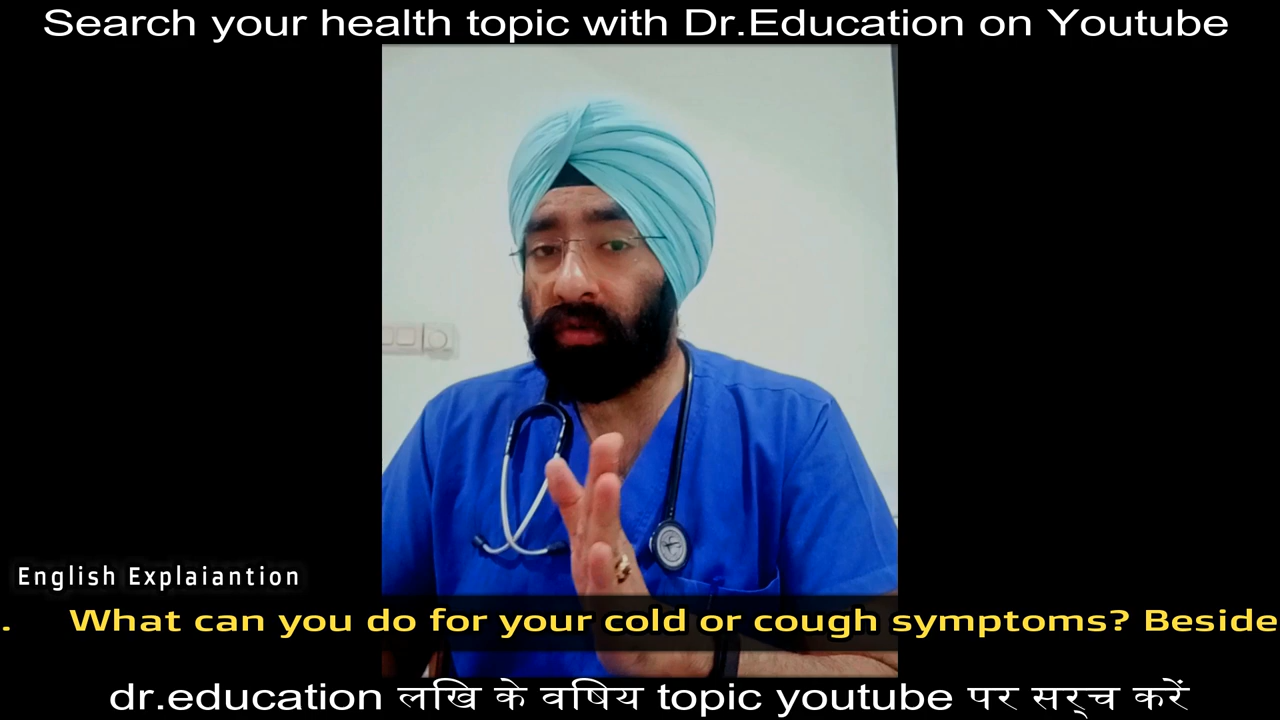 Search your health topic with Dr.Education on Youtube
English Explaiantion
. What can you do for your cold or cough symptoms? Beside
dr.education लखि के वषिय topic youtube पर सर्च करें